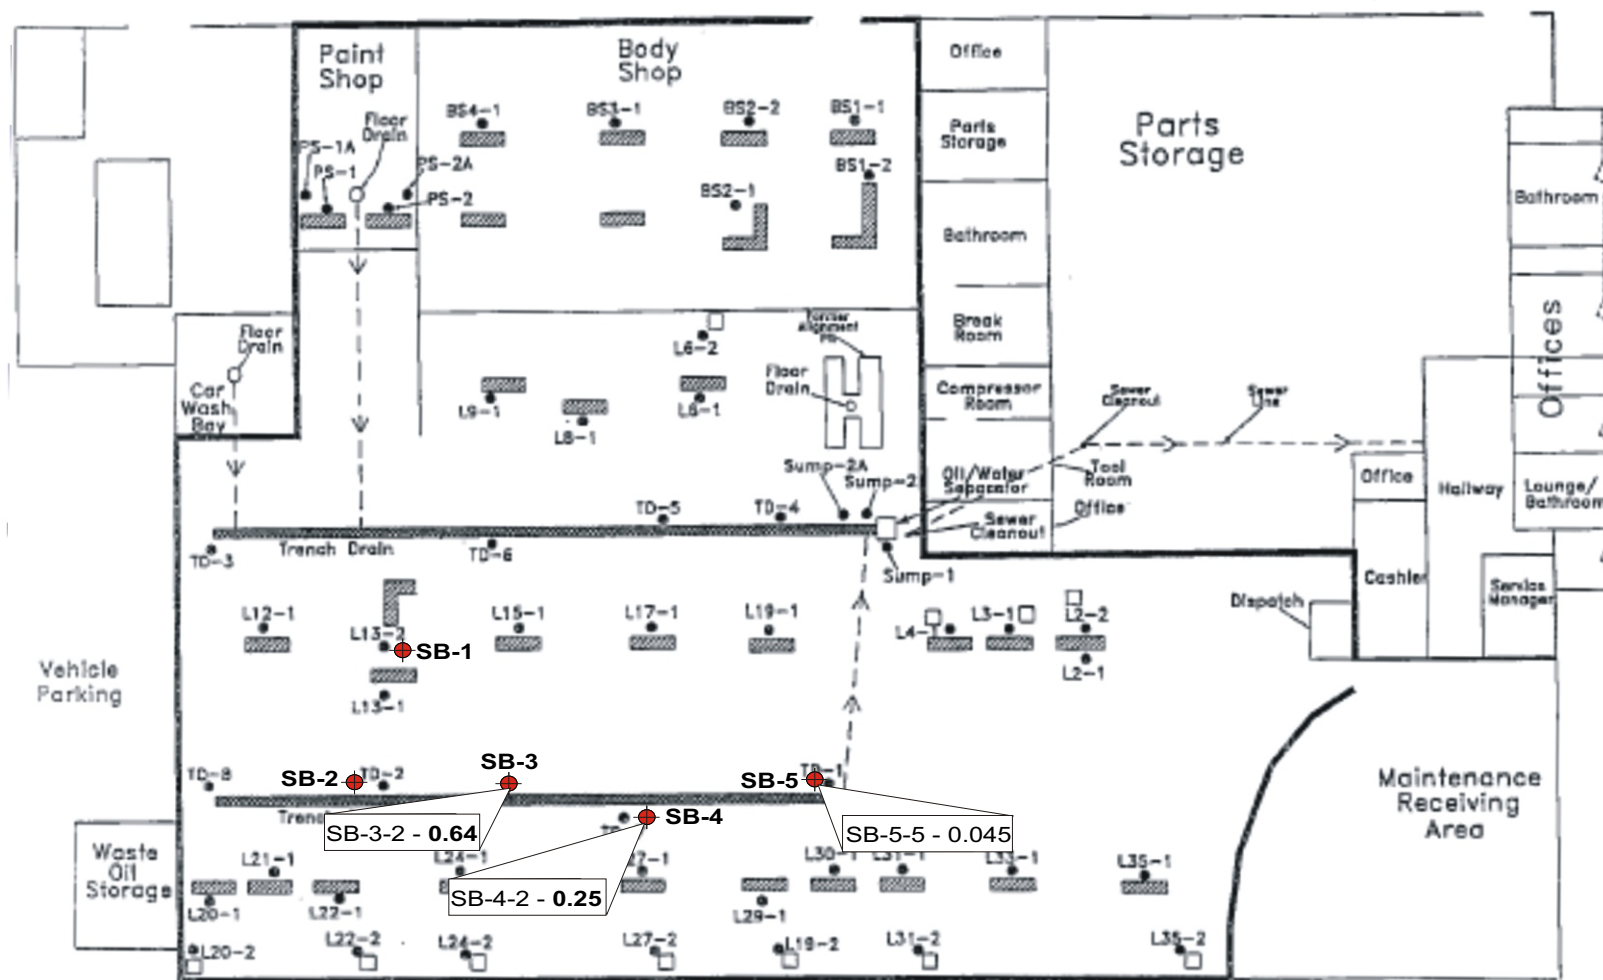 Paint
Shop
Body
Shop
Office
Floor
Drain
BS4-1
BS3-1
BS2-2
BS1-1
Parts
Storage
Parts
Storage
PS-1A
PS-1
PS-2A
PS-2
BS2-1
BS1-2
Bathroom
Bathroom
Floor
Drain
Break
Room
Offices
Former
Alignment
Pit
L6-2
Floor
Drain
Car
Wash
Bay
L9-1
L8-1
L6-1
Compressor
Room
Sewer
Cleanout
Sewer
Line
Sump-2A
Sump-2
Oil/Water
Separator
Tool
Room
Office
Hallway
Lounge/
Bathroom
TD-5
TD-4
Sewer
Cleanout
Office
TD-3
Trench Drain
TD-6
Sump-1
Cashier
Service
Manager
Dispatch
L12-1
L13-2
SB-1
L15-1
L17-1
L19-1
L4-1
L3-1
L2-2
L2-1
L13-1
Vehicle
Parking
TD-8
SB-2
TD-2
SB-3
SB-5
TD-1
SB-4
SB-3-2 - 0.64
SB-5-5 - 0.045
SB-4-2 - 0.25
Maintenance
Receiving
Area
Waste
Oil
Storage
L21-1
L24-1
L30-1
L31-1
L33-1
L35-1
L20-1
L22-1
L29-1
L20-2
L22-2
L24-2
L27-2
L19-2
L31-2
L35-2